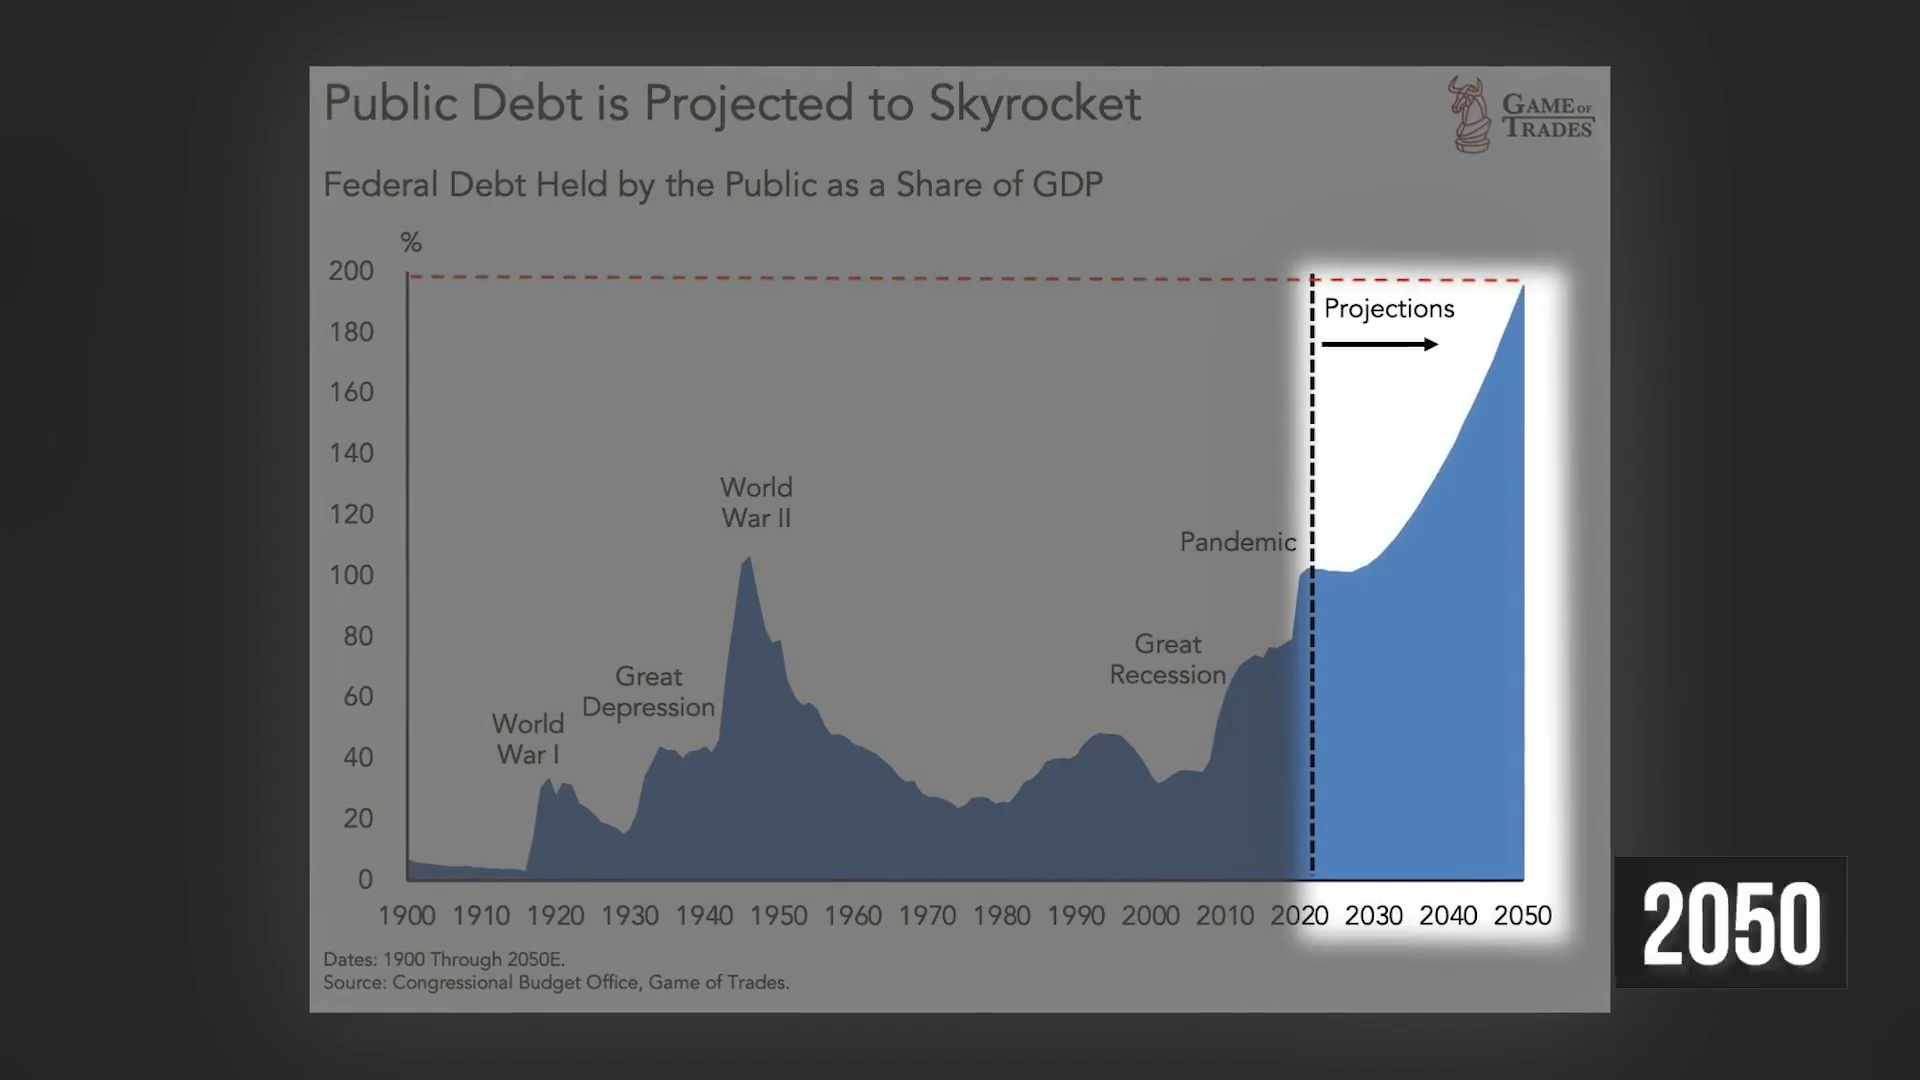 Public Debt is Projected to Skyrocket
GAME OF
TRADES
Federal Debt Held by the Public as a Share of GDP
%
200
180
160
140
120
100
80
60
40
20
0
Projections
World
War II
Pandemic
Great
Recession
Great
Depression
World
War I
1900 1910 1920 1930 1940 1950 1960 1970 1980 1990 2000 2010 2020 2030 2040 2050
Dates: 1900 Through 2050E.
Source: Congressional Budget Office, Game of Trades.
2050